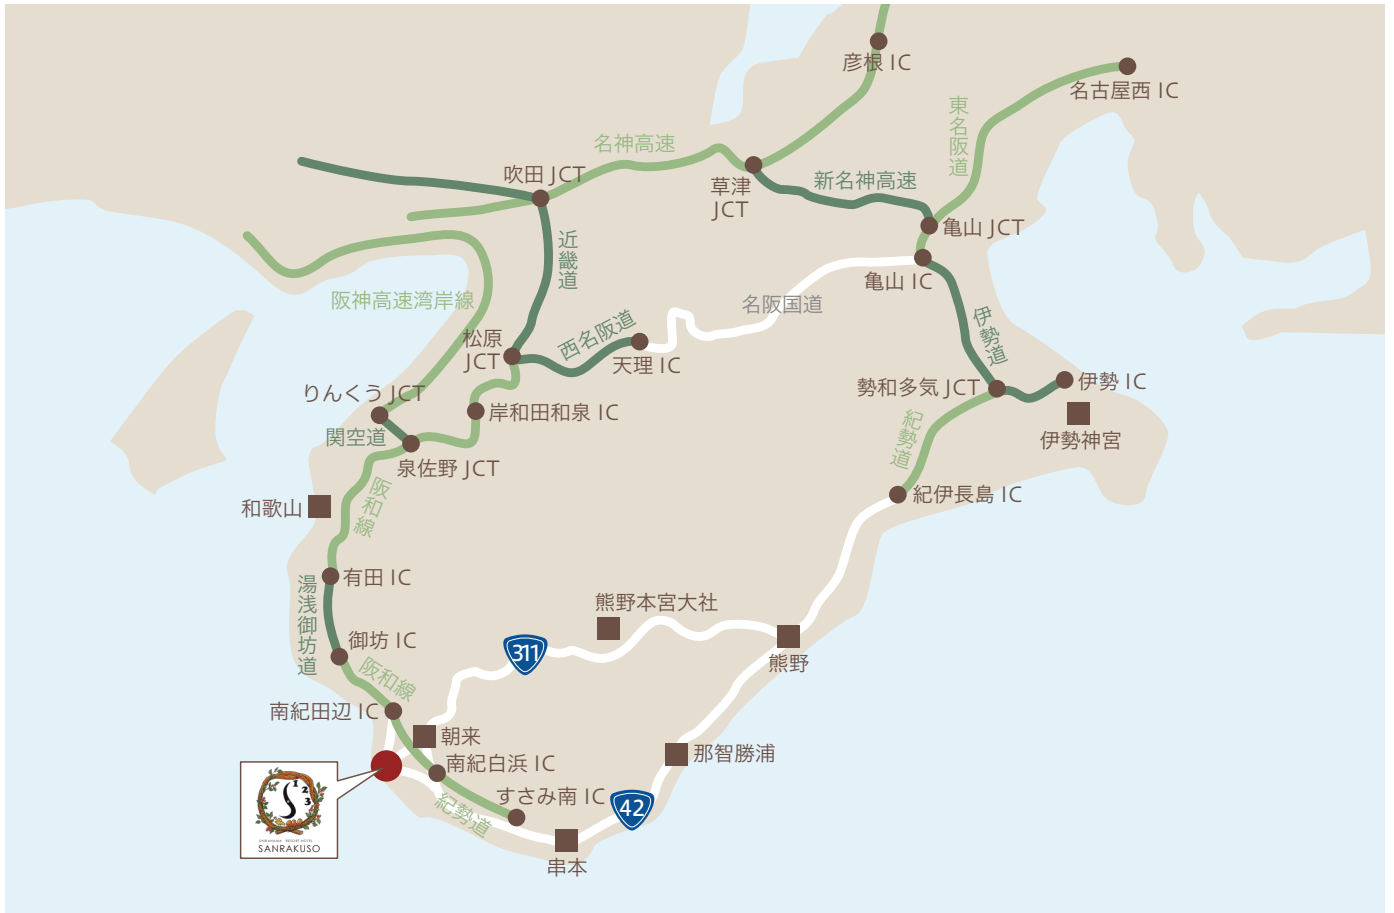 彦根 IC
名古屋西 IC
東名阪道
名神高速
吹田 JCT
草津
JCT
新名神高速
亀山 JCT
近畿道
亀山 IC
阪神高速湾岸線
名阪国道
伊勢道
松原
JCT
西名阪道
天理 IC
勢和多気 JCT
伊勢 IC
りんくう JCT
岸和田和泉 IC
伊勢神宮
関空道
泉佐野 JCT
紀勢道
紀伊長島 IC
和歌山
阪和線
有田 IC
湯浅御坊道
熊野本宮大社
御坊 IC
311
熊野
阪和線
南紀田辺 IC
朝来
那智勝浦
南紀白浜 IC
すさみ南 IC
紀勢道
42
串本
S
1
2
3
SHIRAHAMA RESORT HOTEL
SANRAKUSO